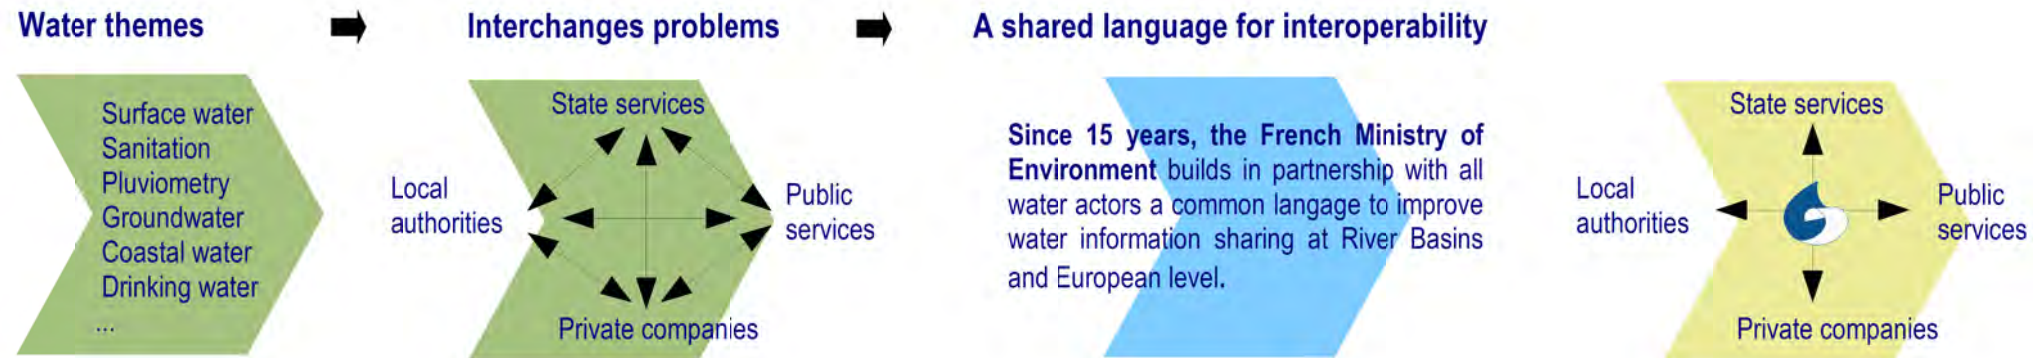 Water themes
Interchanges problems
A shared language for interoperability
Surface water
Sanitation
Pluviometry
Groundwater
Coastal water
Drinking water
...
State services
Local
authorities
Public
services
Private companies
Since 15 years, the French Ministry of
Environment builds in partnership with all
water actors a common langage to improve
water information sharing at River Basins
and European level.
State services
Local
authorities
Public
services
Private companies